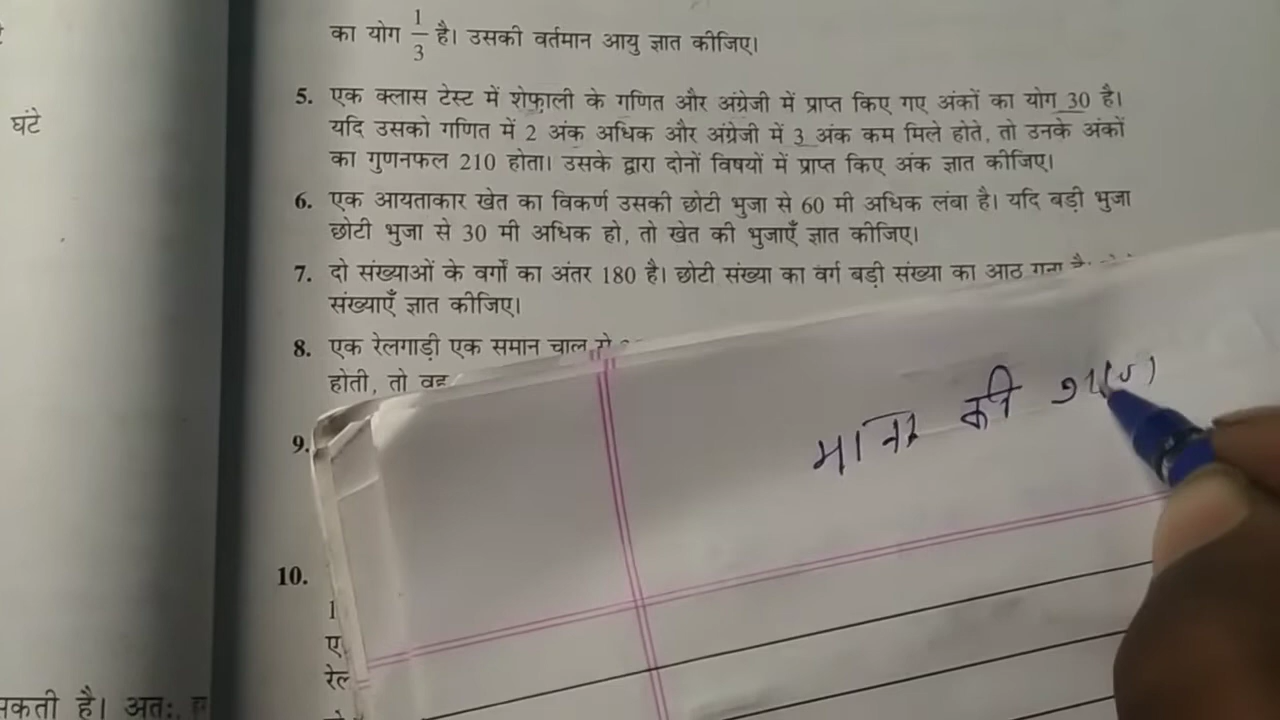 घंटे
का योग 1/3 है। उसकी वर्तमान आयु ज्ञात कीजिए।
5. एक क्लास टेस्ट में शेफाली के गणित और अंग्रेजी में प्राप्त किए गए अंकों का योग 30 है।
यदि उसको गणित में 2 अंक अधिक और अंग्रेजी में 3 अंक कम मिले होते, तो उनके अंकों
का गुणनफल 210 होता। उसके द्वारा दोनों विषयों में प्राप्त किए अंक ज्ञात कीजिए।
6. एक आयताकार खेत का विकर्ण उसकी छोटी भुजा से 60 मी अधिक लंबा है। यदि बड़ी भुजा
छोटी भुजा से 30 मी अधिक हो, तो खेत की भुजाएँ ज्ञात कीजिए।
7. दो संख्याओं के वर्गों का अंतर 180 है। छोटी संख्या का वर्ग बड़ी संख्या का आठ गुना है।
संख्याएँ ज्ञात कीजिए।
8. एक रेलगाड़ी एक समान चाल से
होती, तो वह
माना की
9.
10.
1
ए
रेल
सकती है। अतः,